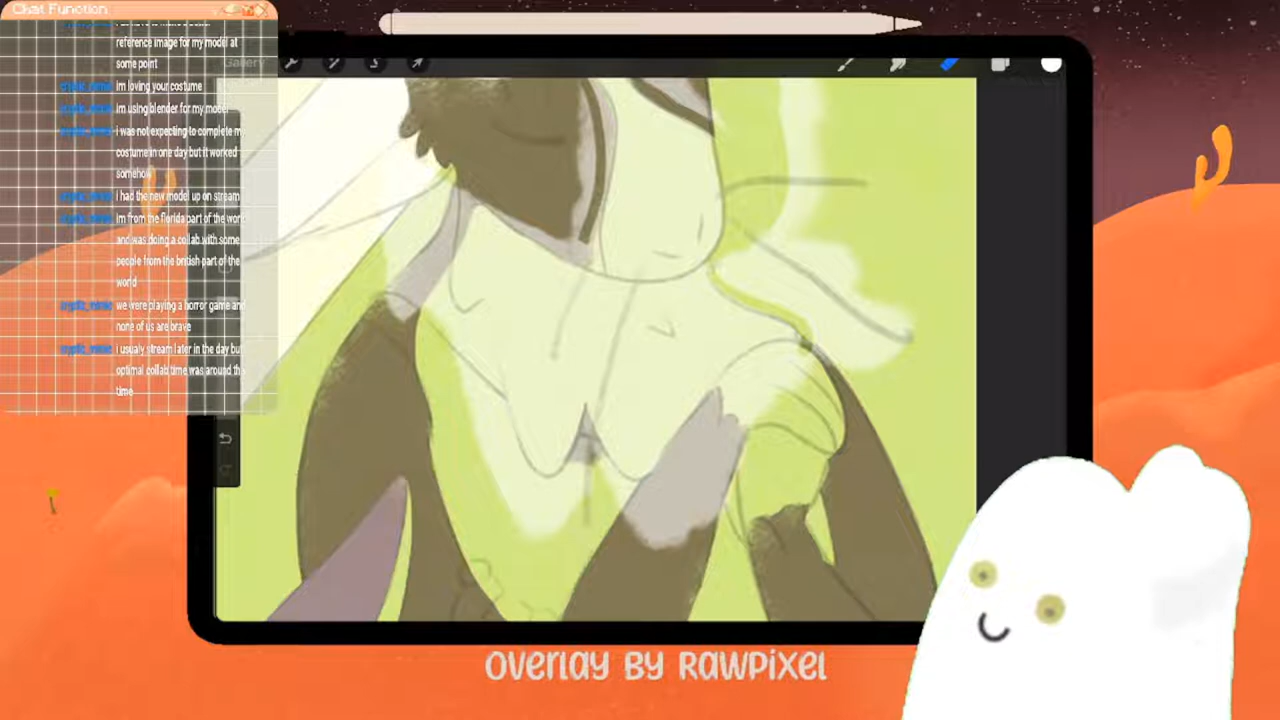 Chat Function
reference image for my model at
some point
cryptic_mimic im loving your costume
cryptic_mimic im using blender for my model
i was not expecting to complete my
costume in one day but it worked
somehow
i had the new model up on stream
im from the florida part of the world
and was doing a collab with some
people from the british part of the
world
we were playing a horror game and
none of us are brave
i usualy stream later in the day but
optimal collab time was around th
time
Gallery
Overlay by Rawpixel